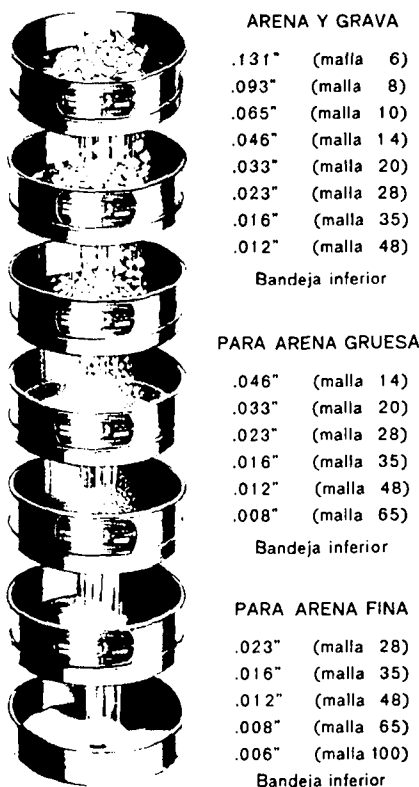 ARENA Y GRAVA
.131" (malla 6)
.093" (malla 8)
.065" (malla 10)
.046" (malla 14)
.033" (malla 20)
.023" (malla 28)
.016" (malla 35)
.012" (malla 48)
Bandeja inferior
PARA ARENA GRUESA
.046" (malla 14)
.033" (malla 20)
.023" (malla 28)
.016" (malla 35)
.012" (malla 48)
.008" (malla 65)
Bandeja inferior
PARA ARENA FINA
.023" (malla 28)
.016" (malla 35)
.012" (malla 48)
.008" (malla 65)
.006" (malla 100)
Bandeja inferior